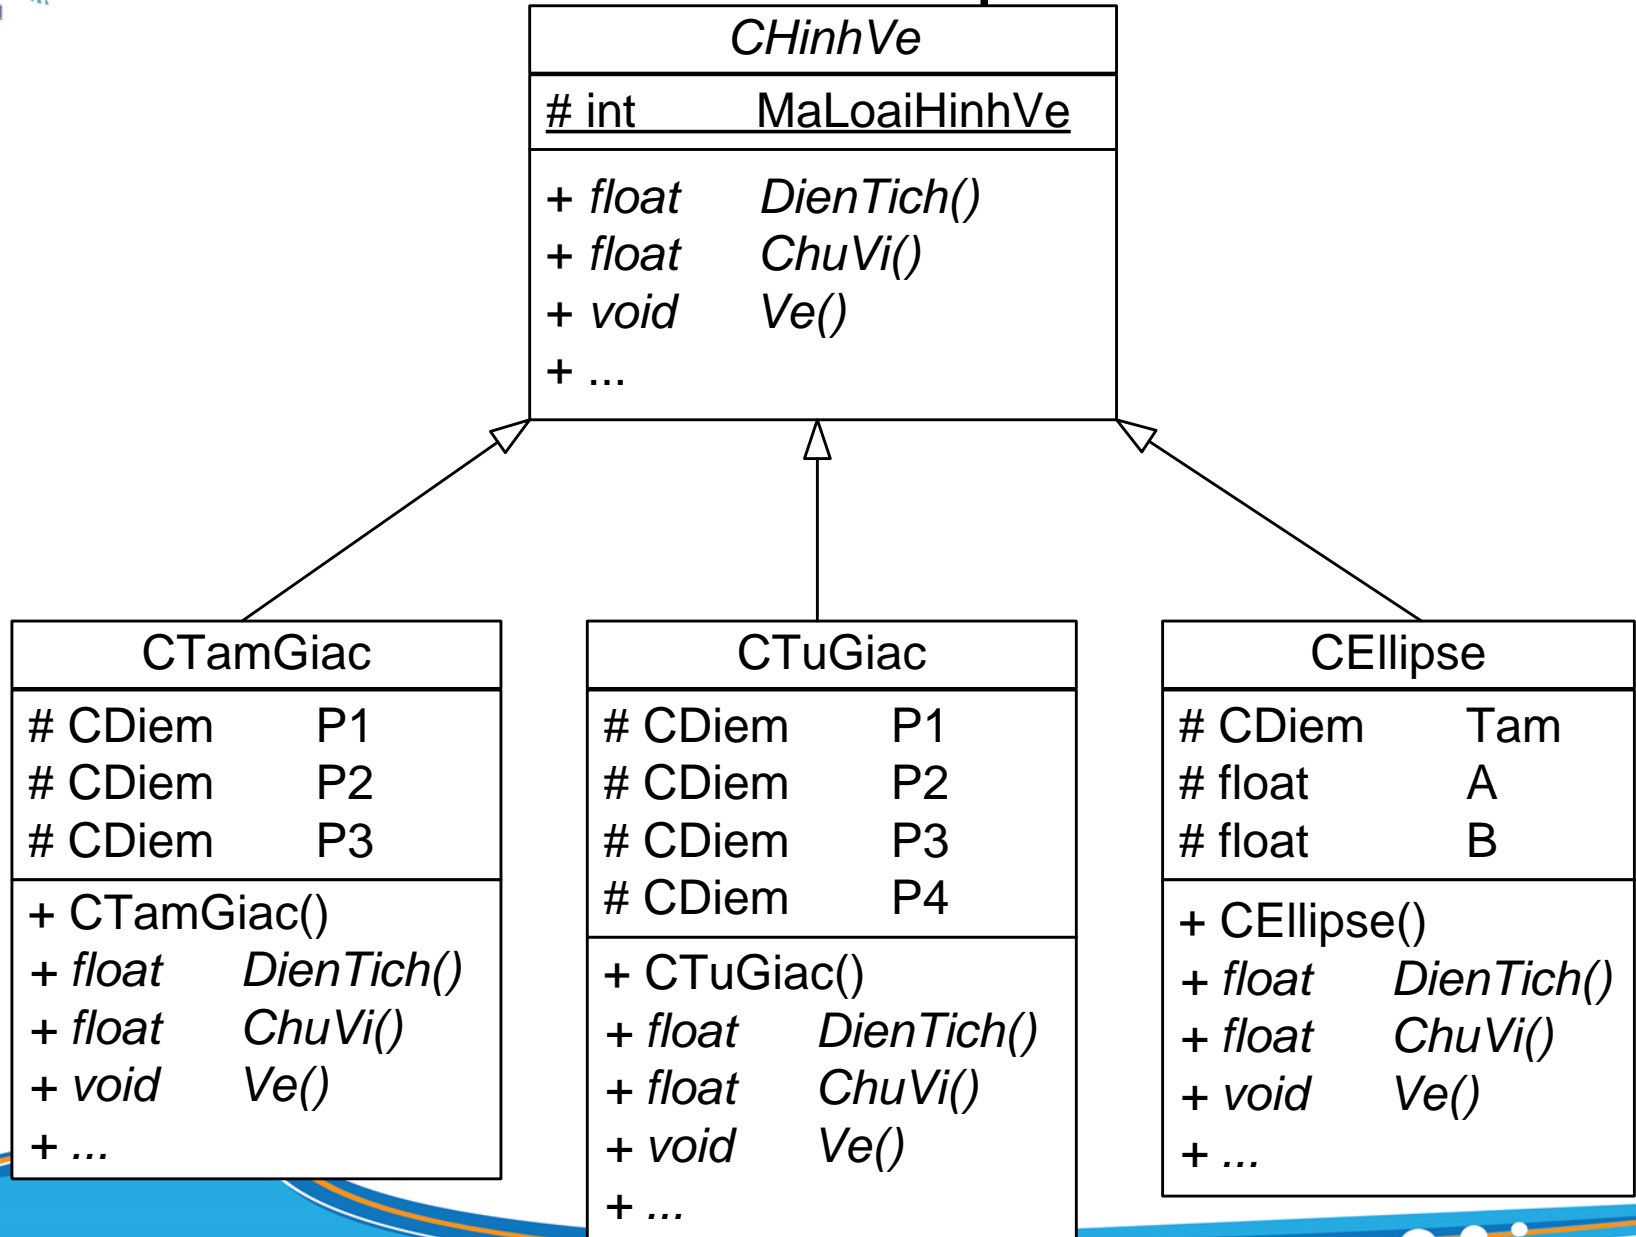 CHinhVe
# int MaLoaiHinhVe
+ float DienTich()
+ float ChuVi()
+ void Ve()
+ ...
CTamGiac
# CDiem P1
# CDiem P2
# CDiem P3
+ CTamGiac()
+ float DienTich()
+ float ChuVi()
+ void Ve()
+ ...
CTuGiac
# CDiem P1
# CDiem P2
# CDiem P3
# CDiem P4
+ CTuGiac()
+ float DienTich()
+ float ChuVi()
+ void Ve()
+ ...
CEllipse
# CDiem Tam
# float A
# float B
+ CEllipse()
+ float DienTich()
+ float ChuVi()
+ void Ve()
+ ...